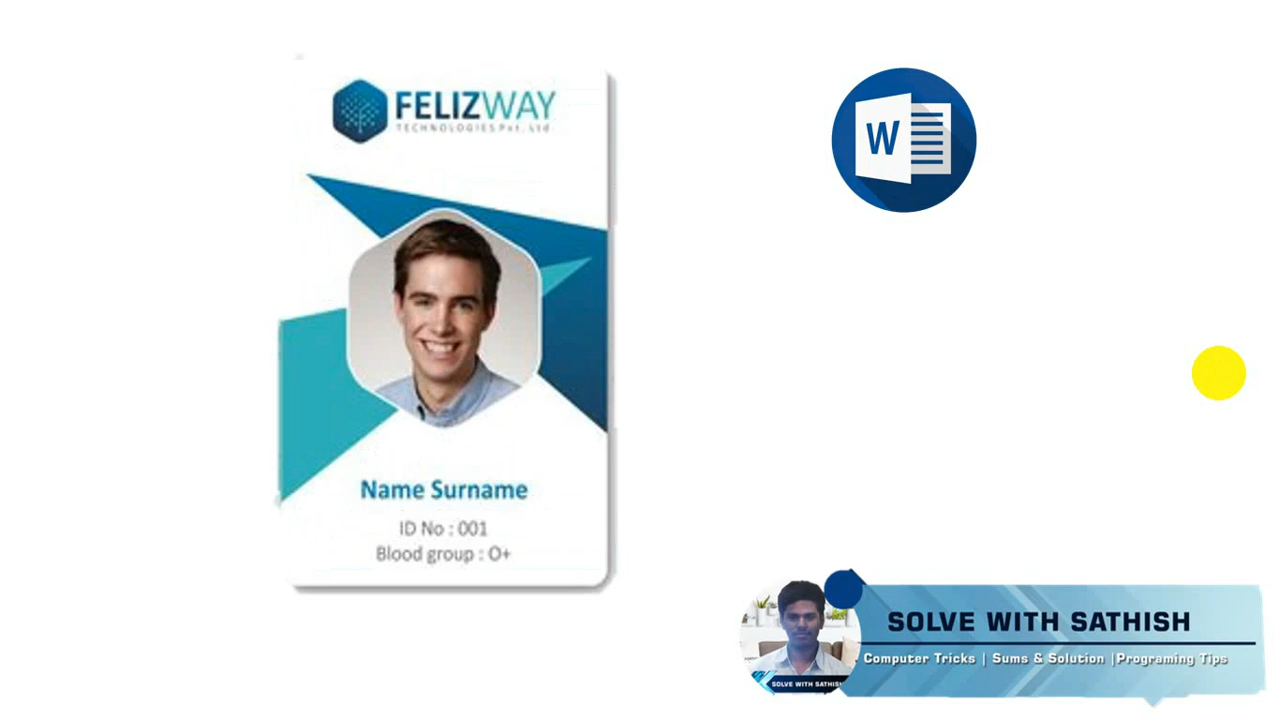 FELIZWAY
TECHNOLOGIES Pvt. Ltd.
W
Name Surname
ID No : 001
Blood group : O+
SOLVE WITH SATHISH
Computer Tricks | Sums & Solution |Programing Tips
SOLVE WITH SATHISH